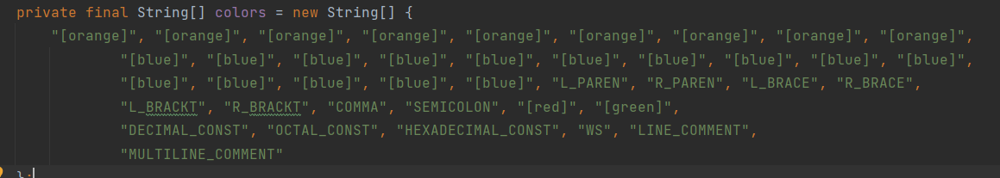 private final String[] colors = new String[] {
"[orange]", "[orange]", "[orange]", "[orange]", "[orange]", "[orange]", "[orange]", "[orange]", "[orange]",
"[blue]", "[blue]", "[blue]", "[blue]", "[blue]", "[blue]", "[blue]", "[blue]", "[blue]", "[blue]",
"[blue]", "[blue]", "[blue]", "[blue]", "[blue]", "L_PAREN", "R_PAREN", "L_BRACE", "R_BRACE",
"L_BRACKT", "R_BRACKT", "COMMA", "SEMICOLON", "[red]", "[green]",
"DECIMAL_CONST", "OCTAL_CONST", "HEXADECIMAL_CONST", "WS", "LINE_COMMENT",
"MULTILINE_COMMENT"
};